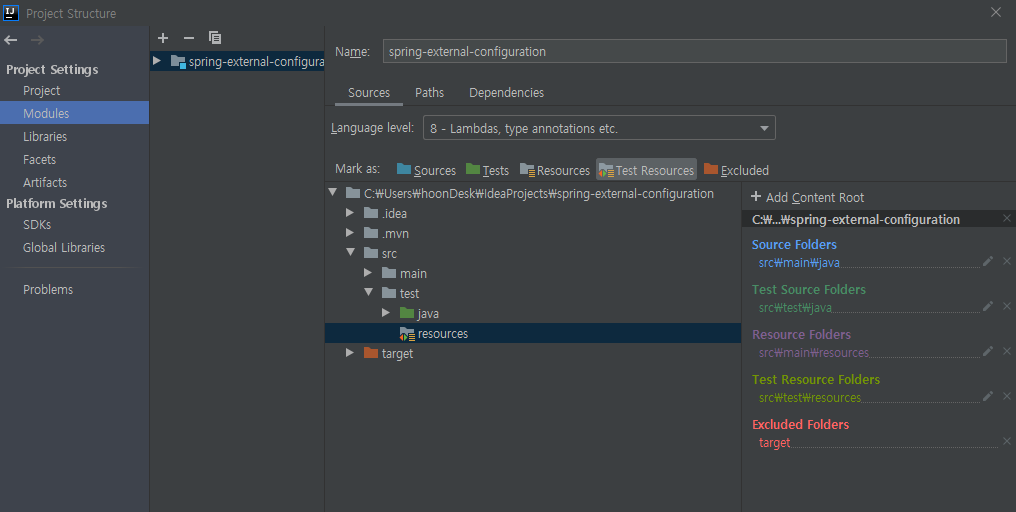 IJ Project Structure
Project Settings
Project
Modules
Libraries
Facets
Artifacts
Platform Settings
SDKs
Global Libraries
Problems
spring-external-configura
Name: spring-external-configuration
Sources Paths Dependencies
Language level: 8 - Lambdas, type annotations etc.
Mark as: Sources Tests Resources Test Resources Excluded
C:₩Users₩hoonDesk₩IdeaProjects₩spring-external-configuration
.idea
.mvn
src
main
test
java
resources
target
Add Content Root
C:₩...₩spring-external-configuration
Source Folders
src₩main₩java
Test Source Folders
src₩test₩java
Resource Folders
src₩main₩resources
Test Resource Folders
src₩test₩resources
Excluded Folders
target